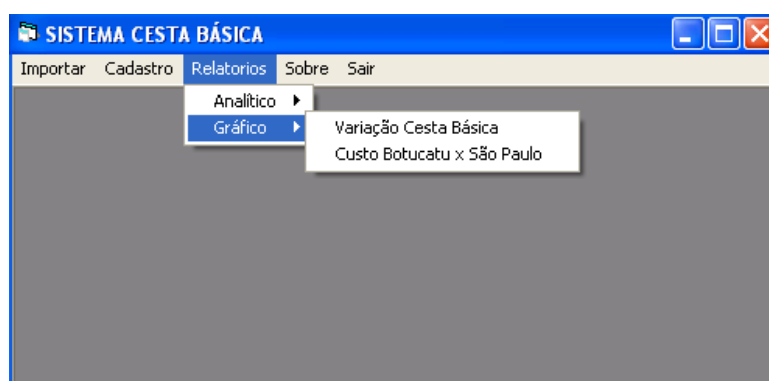 SISTEMA CESTA BÁSICA
Importar Cadastro Relatorios Sobre Sair
Analítico
Gráfico
Variação Cesta Básica
Custo Botucatu x São Paulo